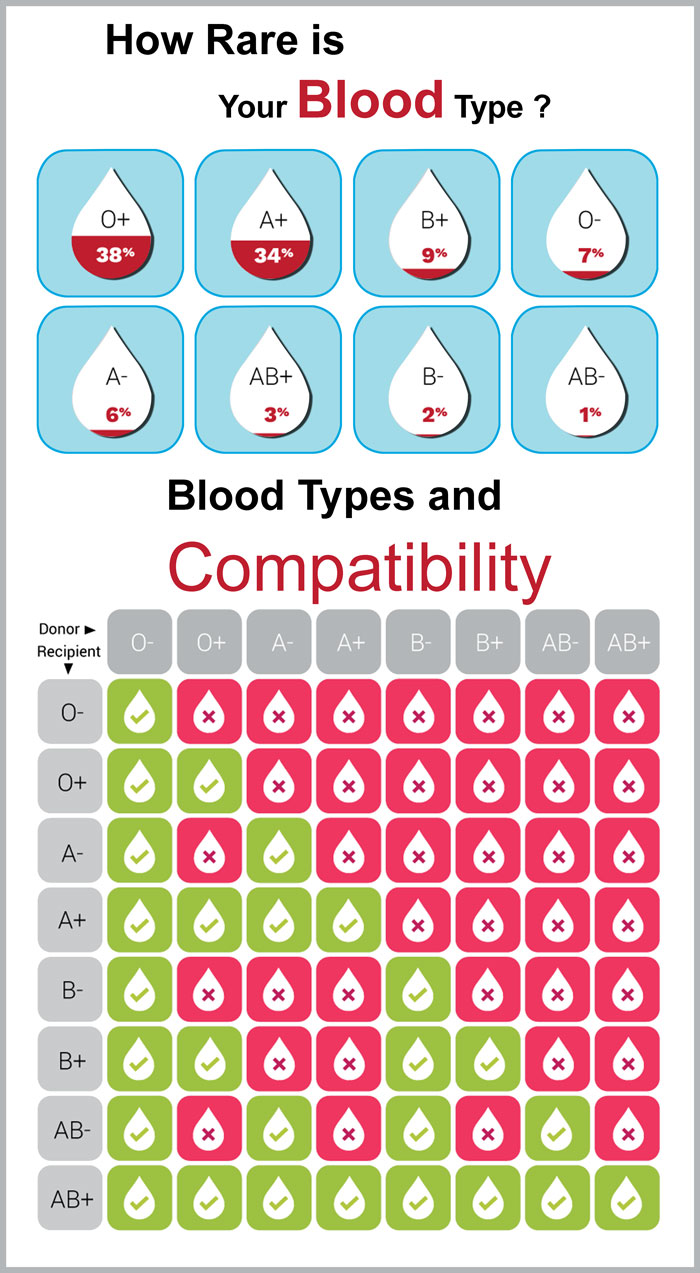 How Rare is
Your Blood Type ?
O+ A+ B+ O-
38% 34% 9% 7%
A- AB+ B- AB-
6% 3% 2% 1%
Blood Types and
Compatibility
Donor ►
Recipient
▼
O- O+ A- A+ B- B+ AB- AB+
O-
O+
A-
A+
B-
B+
AB-
AB+